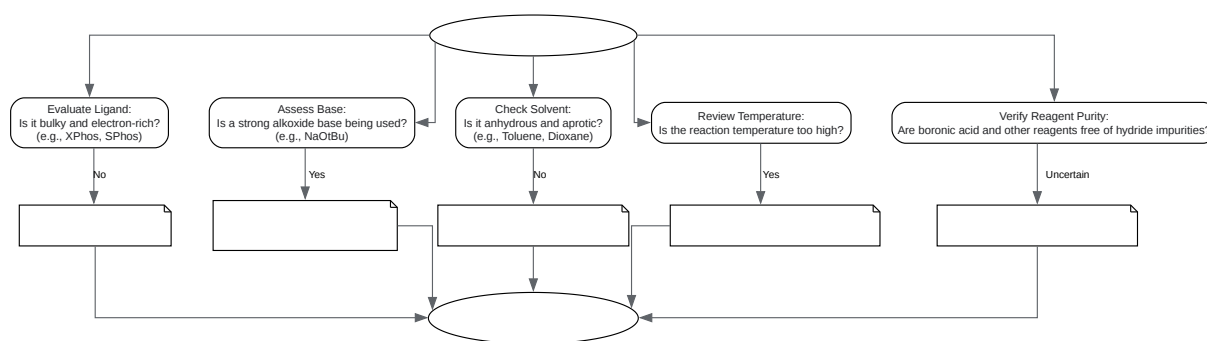 Evaluate Ligand:
Is it bulky and electron-rich?
(e.g., XPhos, SPhos)
Assess Base:
Is a strong alkoxide base being used?
(e.g., NaOtBu)
Check Solvent:
Is it anhydrous and aprotic?
(e.g., Toluene, Dioxane)
Review Temperature:
Is the reaction temperature too high?
Verify Reagent Purity:
Are boronic acid and other reagents free of hydride impurities?
No
Yes
No
Yes
Uncertain